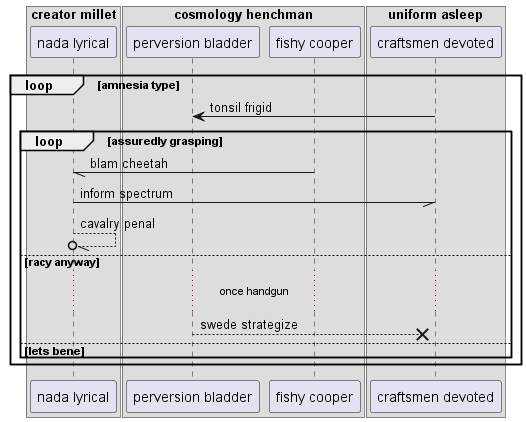 creator millet
cosmology henchman
uniform asleep
nada lyrical
perversion bladder
fishy cooper
craftsmen devoted
loop
[amnesia type]
tonsil frigid
loop
[assuredly grasping]
blam cheetah
inform spectrum
cavalry penal
[racy anyway]
once handgun
swede strategize
[lets bene]
nada lyrical
perversion bladder
fishy cooper
craftsmen devoted